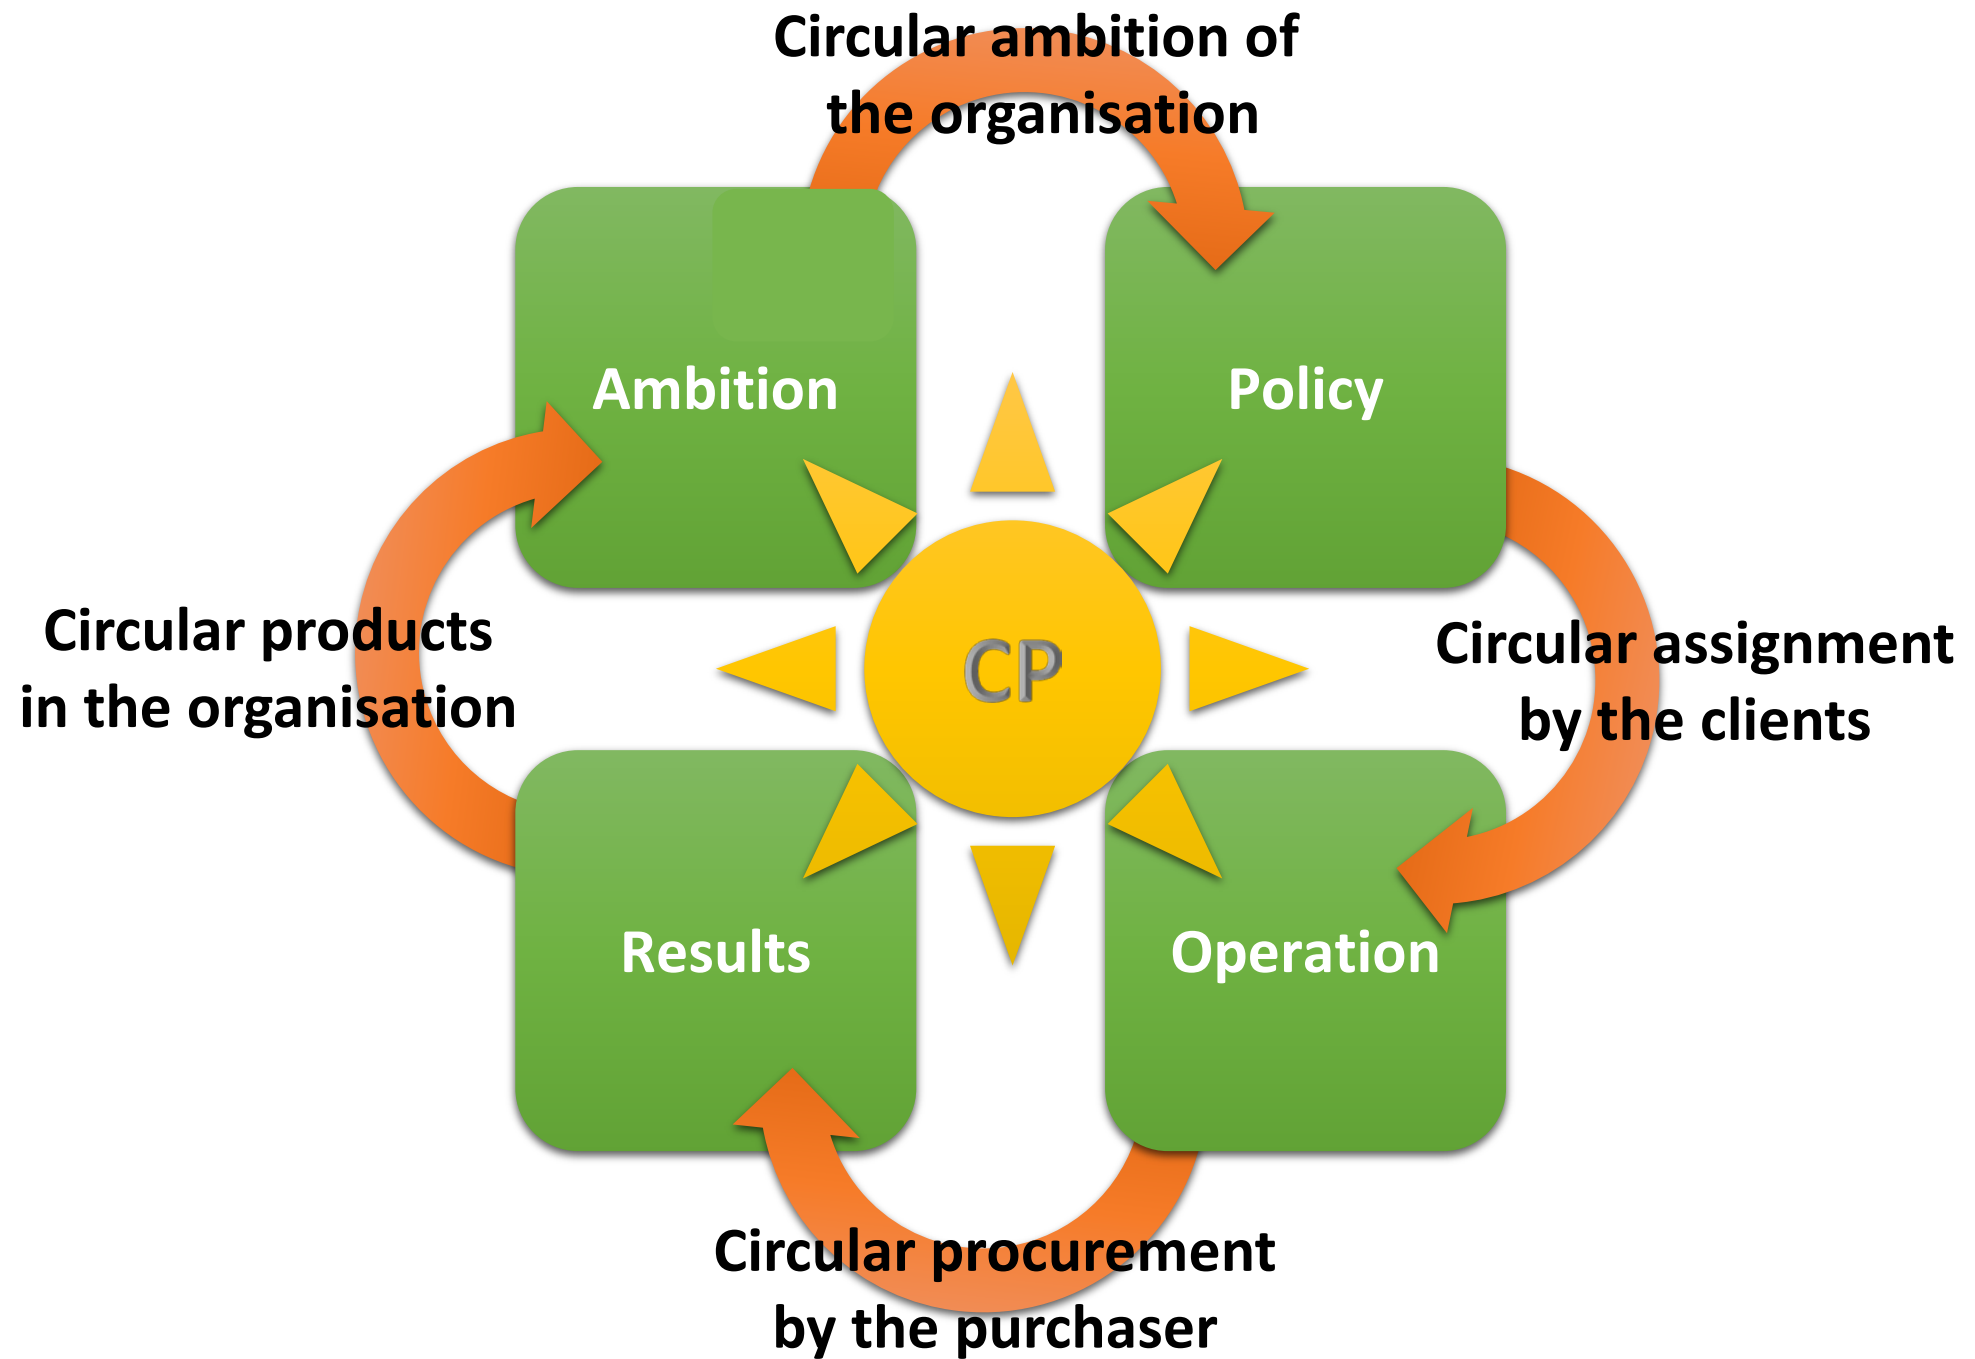 Circular ambition of
the organisation
Ambition
Policy
Circular products
in the organisation
CP
Circular assignment
by the clients
Results
Operation
Circular procurement
by the purchaser